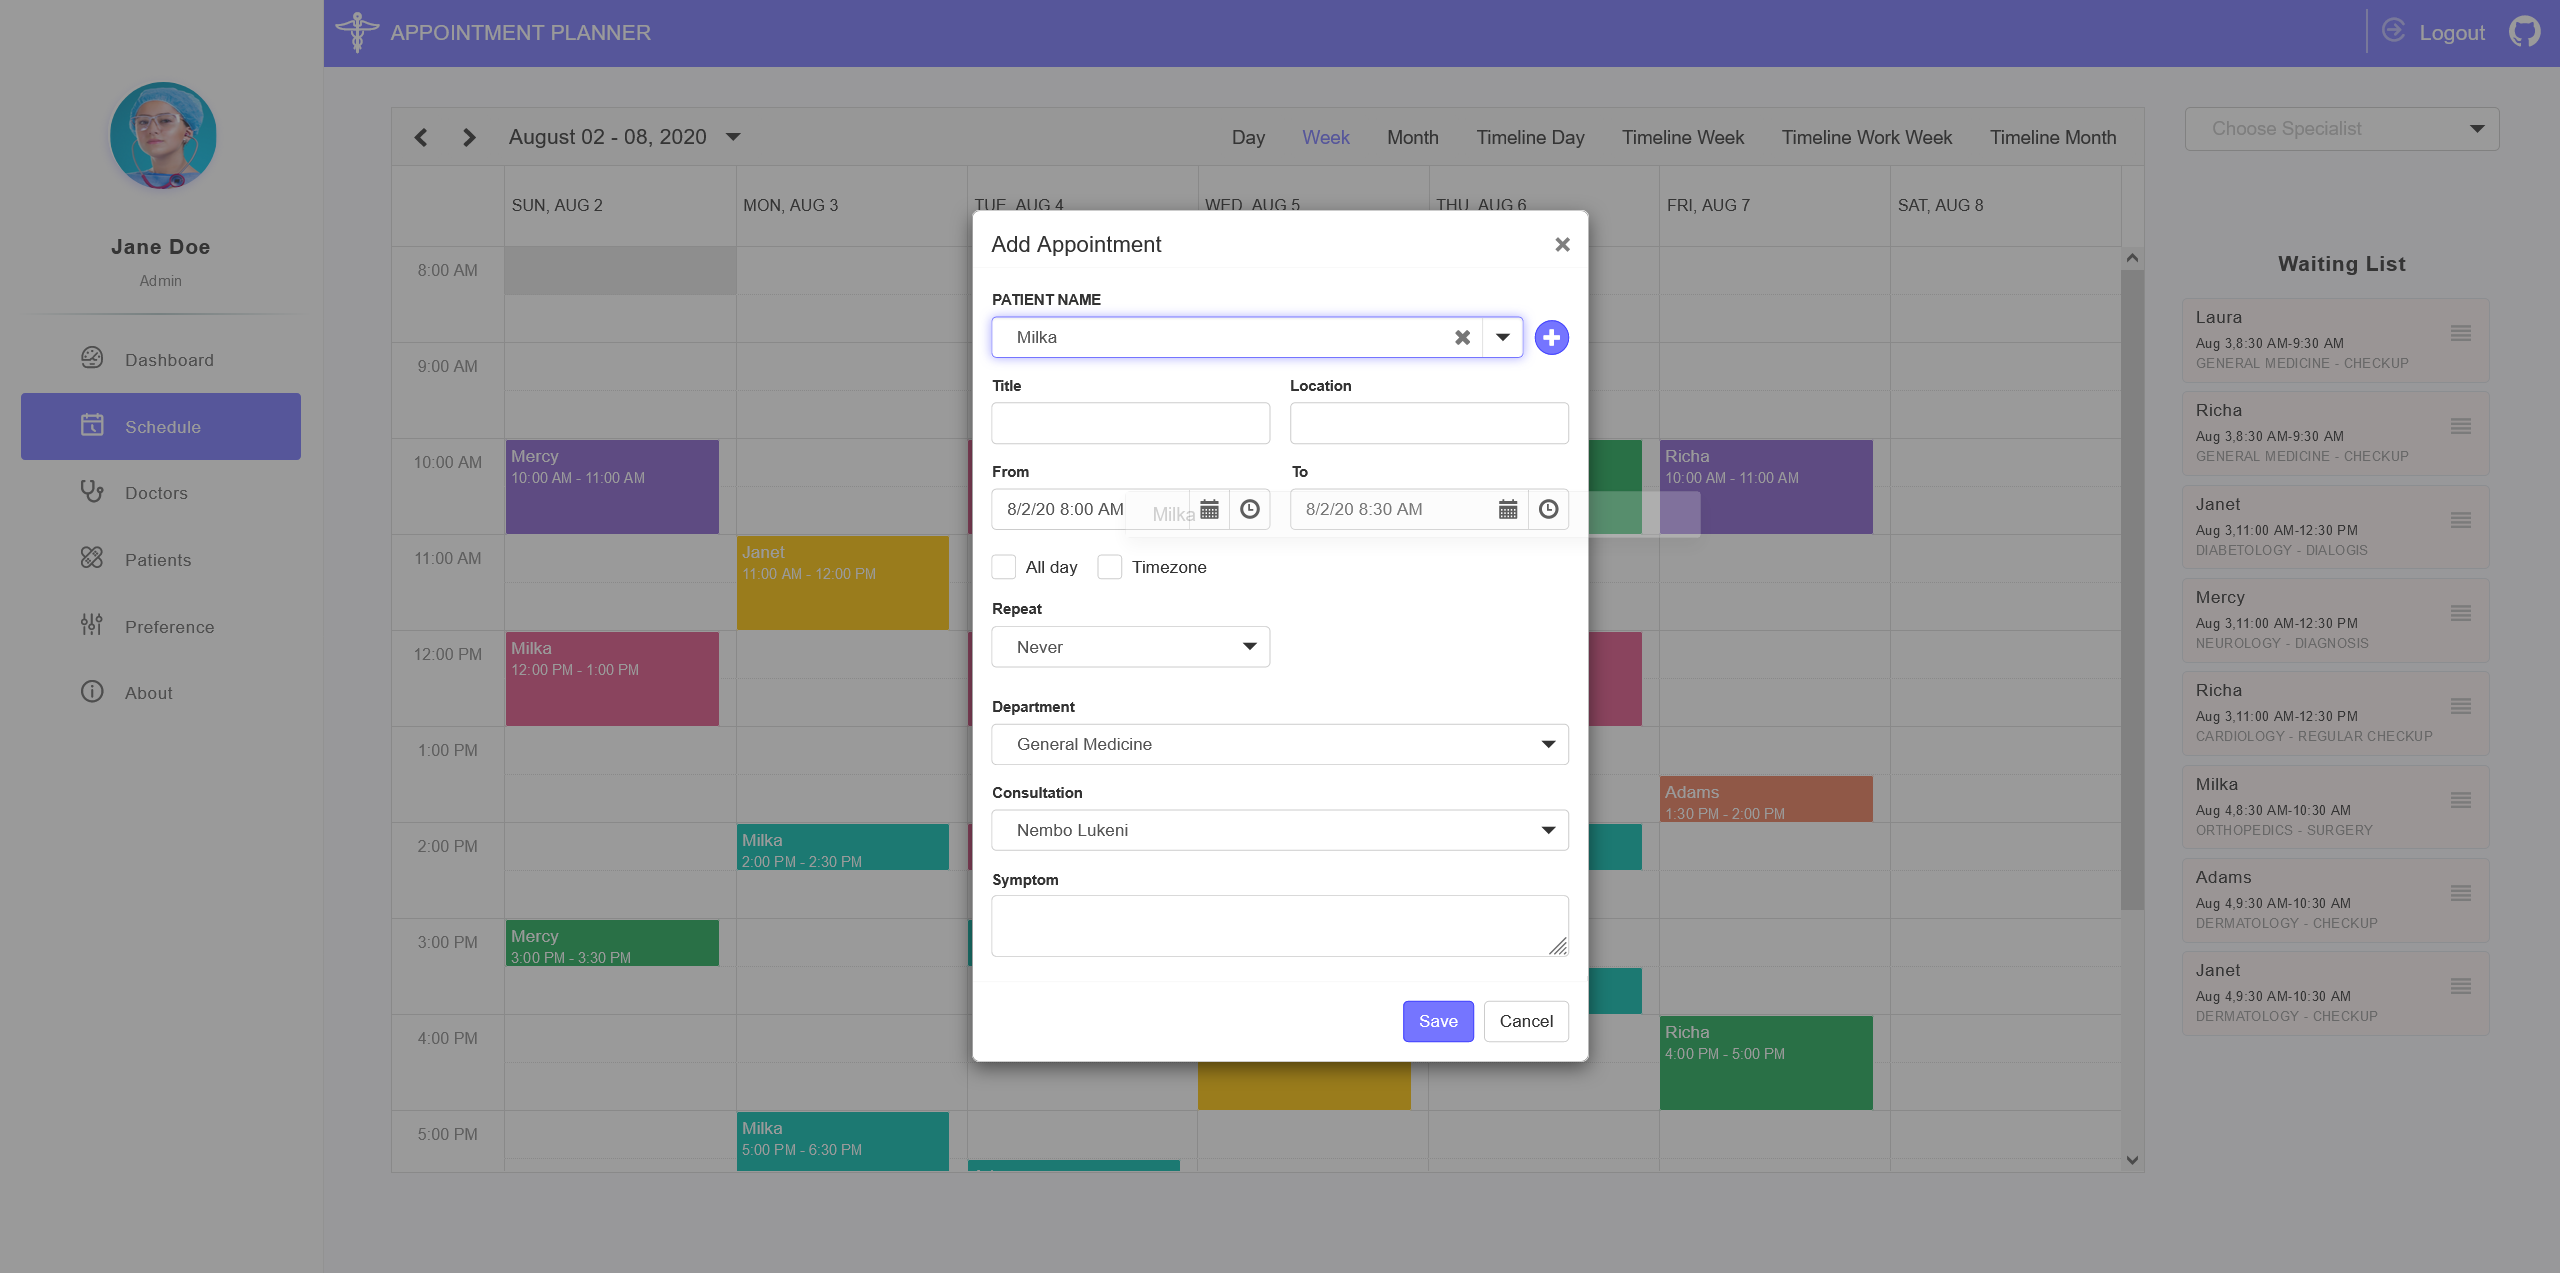 APPOINTMENT PLANNER
Logout
Jane Doe
Admin
Dashboard
Schedule
Doctors
Patients
Preference
About
August 02 - 08, 2020
Day
Week
Month
Timeline Day
Timeline Week
Timeline Work Week
Timeline Month
Choose Specialist
SUN, AUG 2
MON, AUG 3
TUE, AUG 4
WED, AUG 5
THU, AUG 6
FRI, AUG 7
SAT, AUG 8
8:00 AM
9:00 AM
10:00 AM
11:00 AM
12:00 PM
1:00 PM
2:00 PM
3:00 PM
4:00 PM
5:00 PM
Mercy
10:00 AM - 11:00 AM
Milka
12:00 PM - 1:00 PM
Mercy
3:00 PM - 3:30 PM
Janet
11:00 AM - 12:00 PM
Milka
2:00 PM - 2:30 PM
Milka
5:00 PM - 6:30 PM
Richa
10:00 AM - 11:00 AM
Adams
1:30 PM - 2:00 PM
Richa
4:00 PM - 5:00 PM
Add Appointment
PATIENT NAME
Milka
Title
Location
From
To
8/2/20 8:00 AM
Milka
8/2/20 8:30 AM
All day
Timezone
Repeat
Never
Department
General Medicine
Consultation
Nembo Lukeni
Symptom
Save
Cancel
Waiting List
Laura
Aug 3,8:30 AM-9:30 AM
GENERAL MEDICINE - CHECKUP
Richa
Aug 3,8:30 AM-9:30 AM
GENERAL MEDICINE - CHECKUP
Janet
Aug 3,11:00 AM-12:30 PM
DIABETOLOGY - DIALOGIS
Mercy
Aug 3,11:00 AM-12:30 PM
NEUROLOGY - DIAGNOSIS
Richa
Aug 3,11:00 AM-12:30 PM
CARDIOLOGY - REGULAR CHECKUP
Milka
Aug 4,8:30 AM-10:30 AM
ORTHOPEDICS - SURGERY
Adams
Aug 4,9:30 AM-10:30 AM
DERMATOLOGY - CHECKUP
Janet
Aug 4,9:30 AM-10:30 AM
DERMATOLOGY - CHECKUP